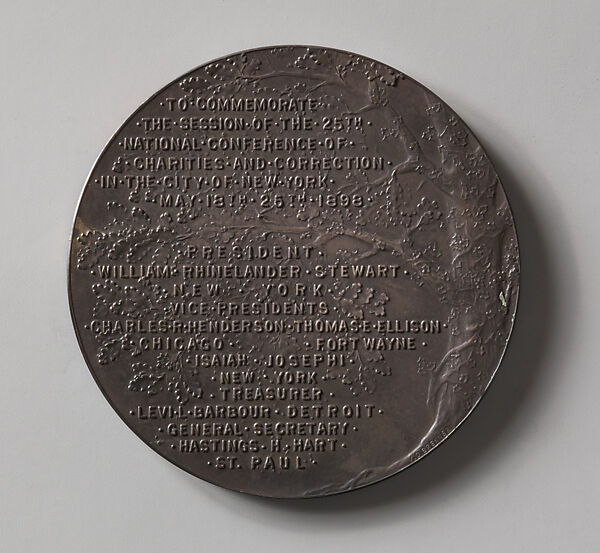 ·TO·COMMEMORATE·
·THE·SESSION·OF·THE·25TH·
·NATIONAL·CONFERENCE·OF·
·CHARITIES·AND·CORRECTION·
·IN·THE·CITY·OF·NEW·YORK·
·MAY·18TH·25TH·1898·
·PRESIDENT·
·WILLIAM·RHINELANDER·STEWART·
·NEW·YORK·
·VICE·PRESIDENTS·
·CHARLES·R·HENDERSON·THOMAS·E·ELLISON·
·CHICAGO· ·FORT WAYNE·
·ISAIAH·JOSEPHI·
·NEW·YORK·
·TREASURER·
·LEVI·L·BARBOUR·DETROIT·
·GENERAL·SECRETARY·
·HASTINGS·H·HART·
·ST. PAUL·